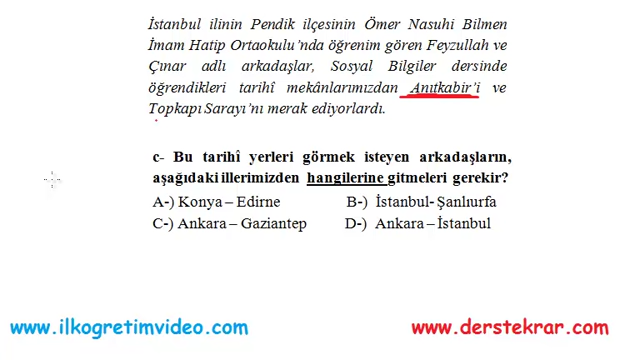 İstanbul ilinin Pendik ilçesinin Ömer Nasuhi Bilmen
İmam Hatip Ortaokulu’nda öğrenim gören Feyzullah ve
Çınar adlı arkadaşlar, Sosyal Bilgiler dersinde
öğrendikleri tarihî mekânlarımızdan Anıtkabir’i ve
Topkapı Sarayı’nı merak ediyorlardı.
c- Bu tarihî yerleri görmek isteyen arkadaşların,
aşağıdaki illerimizden hangilerine gitmeleri gerekir?
A-) Konya – Edirne B-) İstanbul- Şanlıurfa
C-) Ankara – Gaziantep D-) Ankara – İstanbul
www.ilkogretimvideo.com www.derstekrar.com